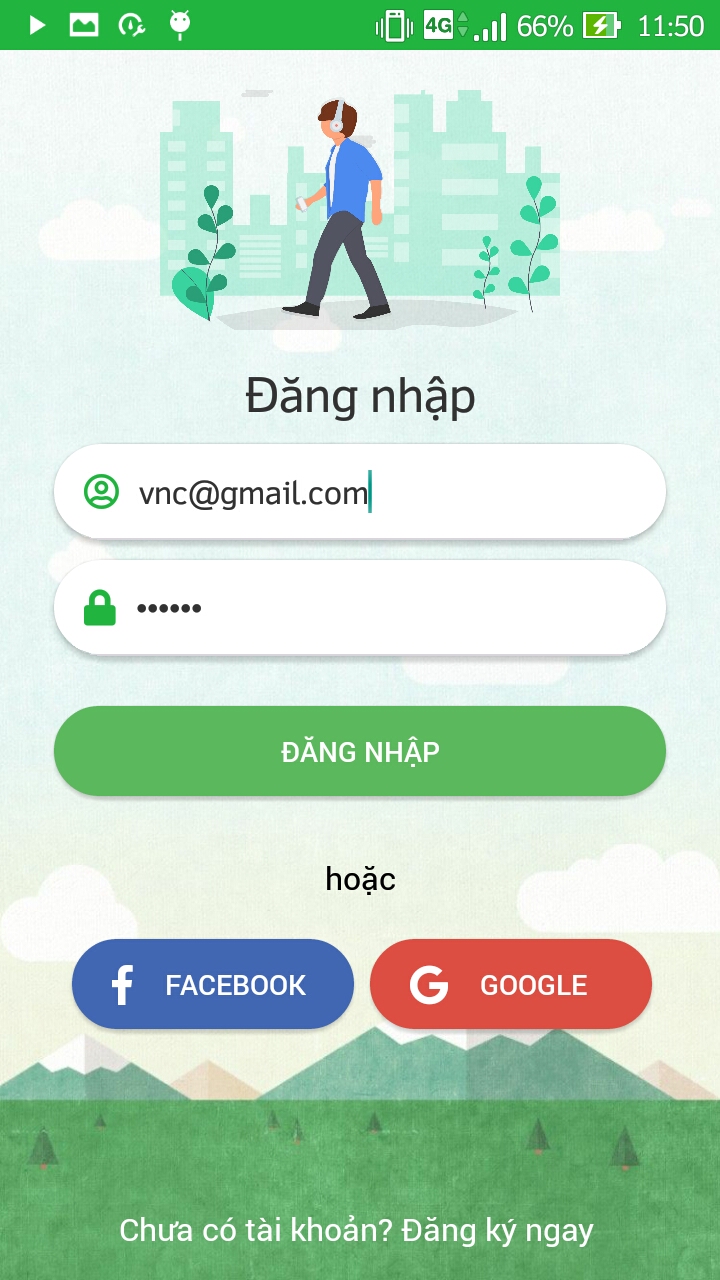 4G 66% 11:50
Đăng nhập
vnc@gmail.com
••••••
ĐĂNG NHẬP
hoặc
FACEBOOK GOOGLE
Chưa có tài khoản? Đăng ký ngay